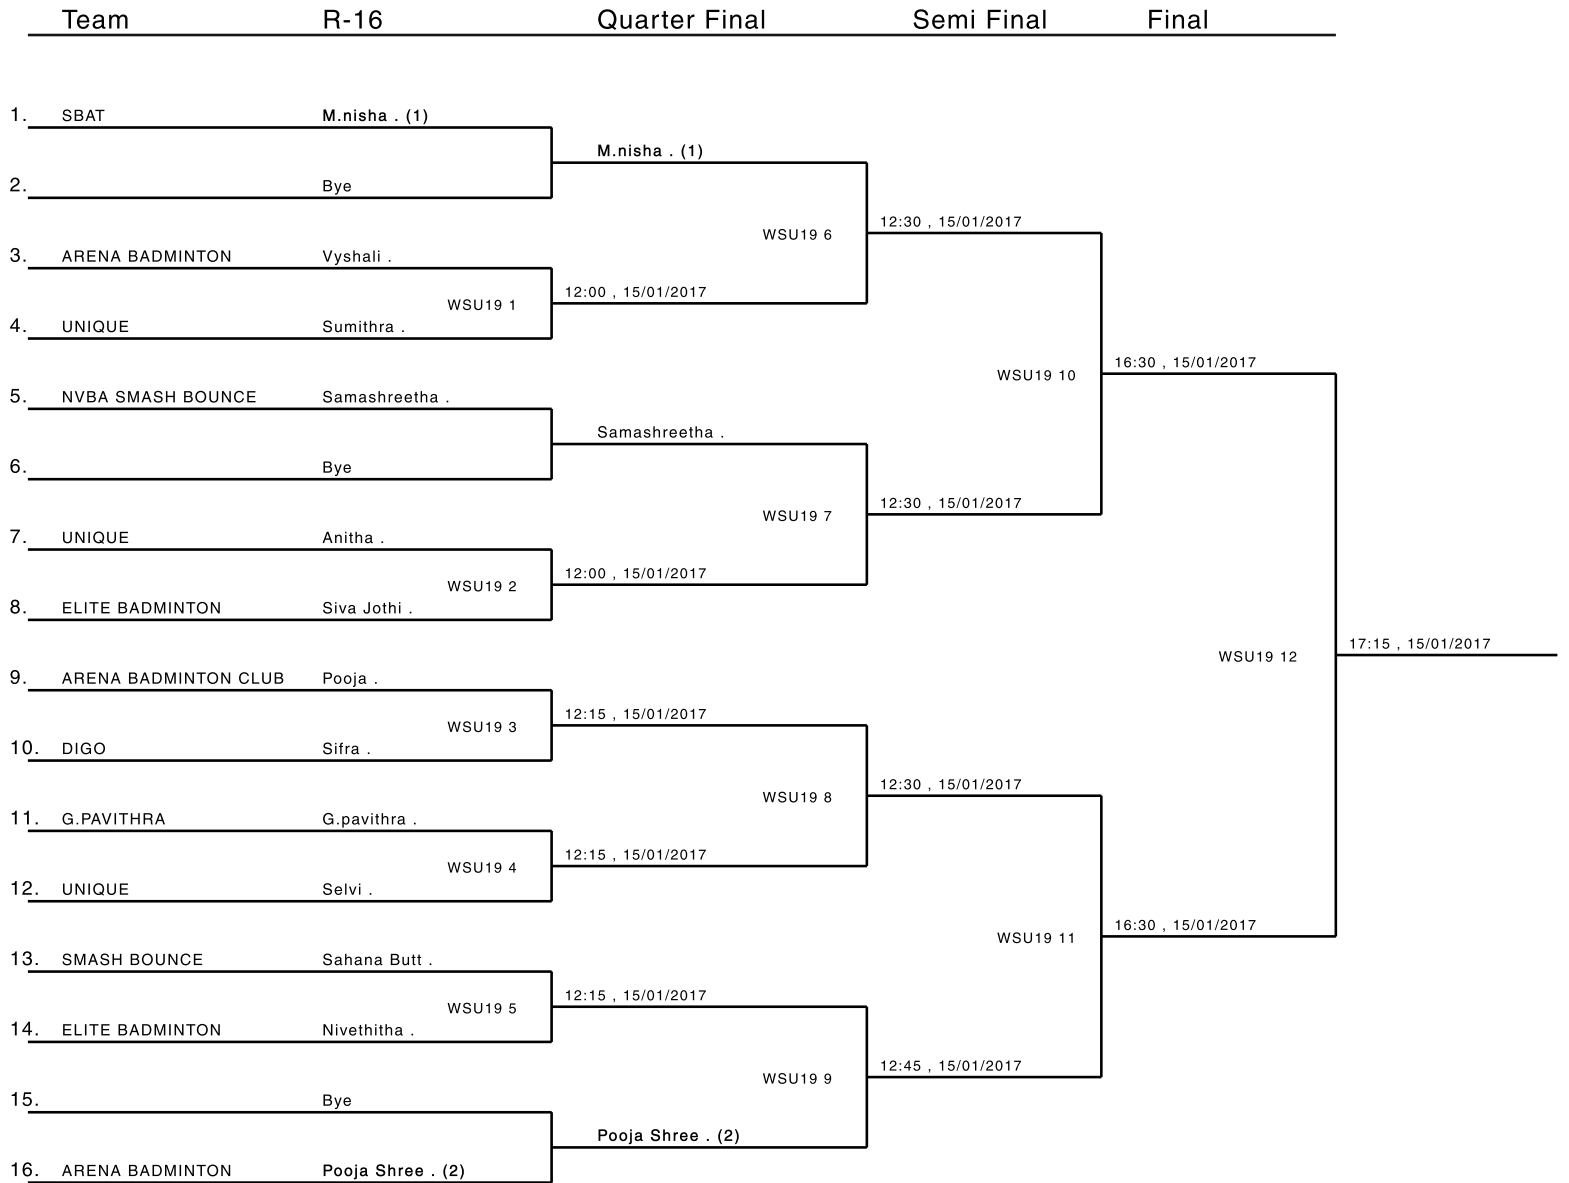 Team R-16 Quarter Final Semi Final Final
1. SBAT M.nisha . (1)
M.nisha . (1)
2. Bye
12:30 , 15/01/2017
WSU19 6
3. ARENA BADMINTON Vyshali .
12:00 , 15/01/2017
WSU19 1
4. UNIQUE Sumithra .
16:30 , 15/01/2017
WSU19 10
5. NVBA SMASH BOUNCE Samashreetha .
Samashreetha .
6. Bye
12:30 , 15/01/2017
WSU19 7
7. UNIQUE Anitha .
12:00 , 15/01/2017
WSU19 2
8. ELITE BADMINTON Siva Jothi .
17:15 , 15/01/2017
WSU19 12
9. ARENA BADMINTON CLUB Pooja .
12:15 , 15/01/2017
WSU19 3
10. DIGO Sifra .
12:30 , 15/01/2017
WSU19 8
11. G.PAVITHRA G.pavithra .
12:15 , 15/01/2017
WSU19 4
12. UNIQUE Selvi .
16:30 , 15/01/2017
WSU19 11
13. SMASH BOUNCE Sahana Butt .
12:15 , 15/01/2017
WSU19 5
14. ELITE BADMINTON Nivethitha .
12:45 , 15/01/2017
WSU19 9
15. Bye
Pooja Shree . (2)
16. ARENA BADMINTON Pooja Shree . (2)